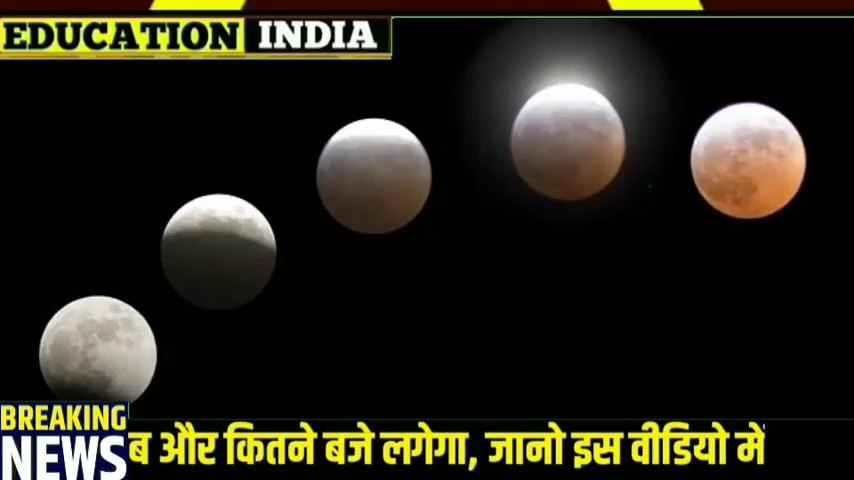 EDUCATION INDIA
BREAKING
NEWS
और कितने बजे लगेगा, जानो इस वीडियो में